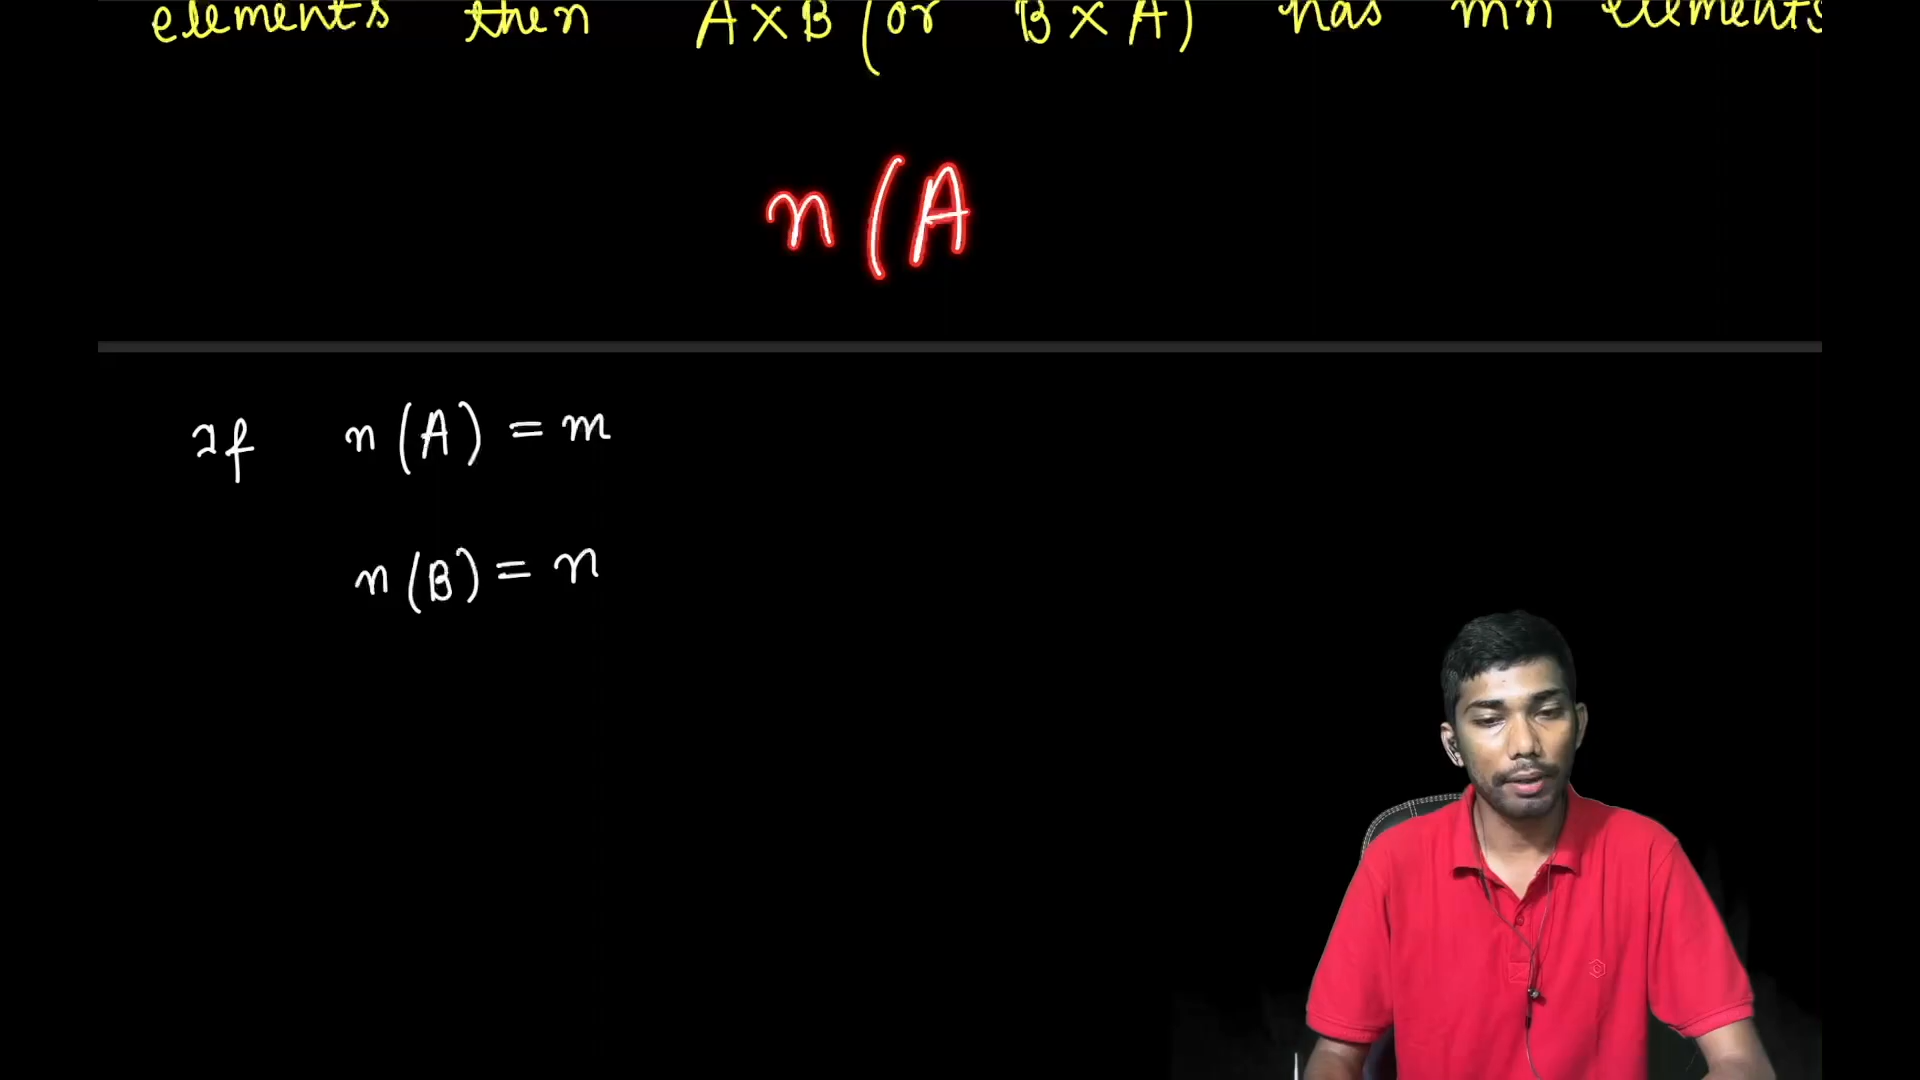 elements then A×B (or B×A) has mn elements
n(A
If n(A) = m
n(B) = n